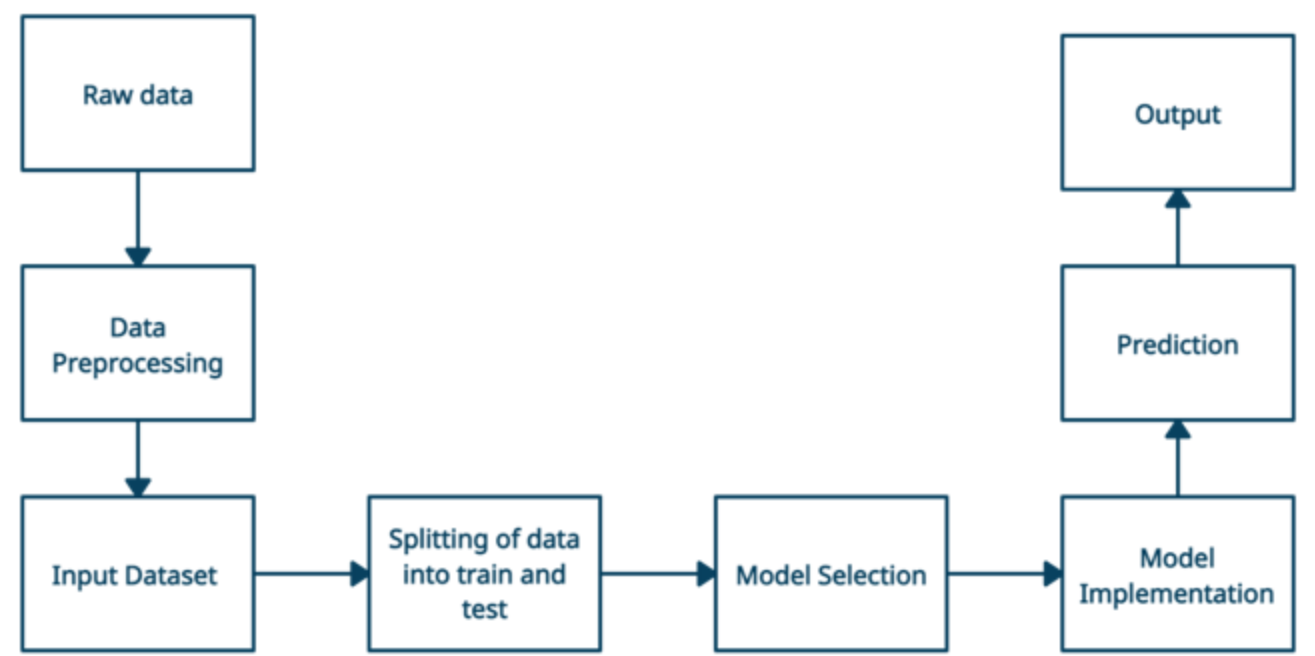 Raw data
Data
Preprocessing
Input Dataset
Splitting of data
into train and
test
Model Selection
Model
Implementation
Prediction
Output